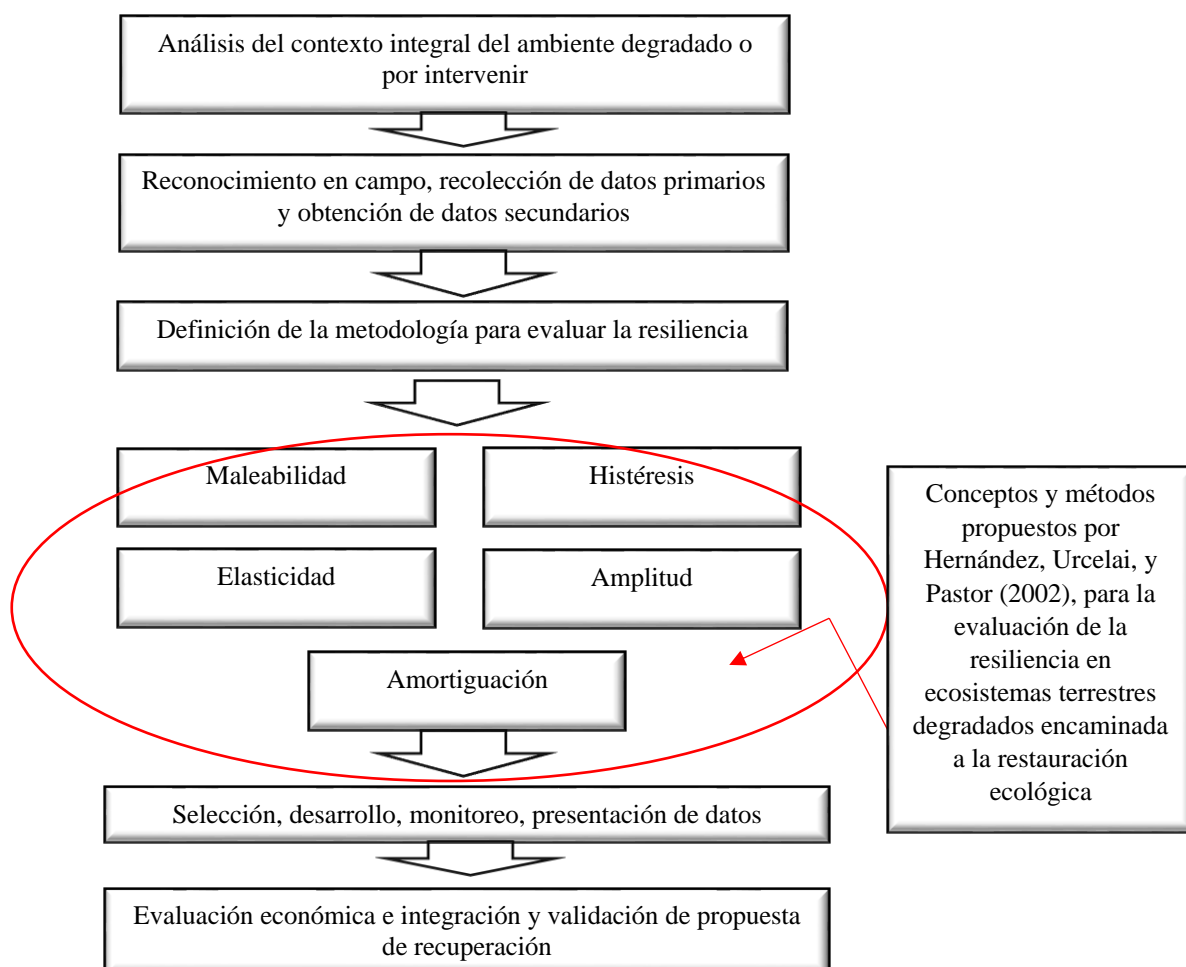 Análisis del contexto integral del ambiente degradado o
por intervenir
Reconocimiento en campo, recolección de datos primarios
y obtención de datos secundarios
Definición de la metodología para evaluar la resiliencia
Maleabilidad
Histéresis
Elasticidad
Amplitud
Amortiguación
Conceptos y métodos
propuestos por
Hernández, Urcelai, y
Pastor (2002), para la
evaluación de la
resiliencia en
ecosistemas terrestres
degradados encaminada
a la restauración
ecológica
Selección, desarrollo, monitoreo, presentación de datos
Evaluación económica e integración y validación de propuesta
de recuperación